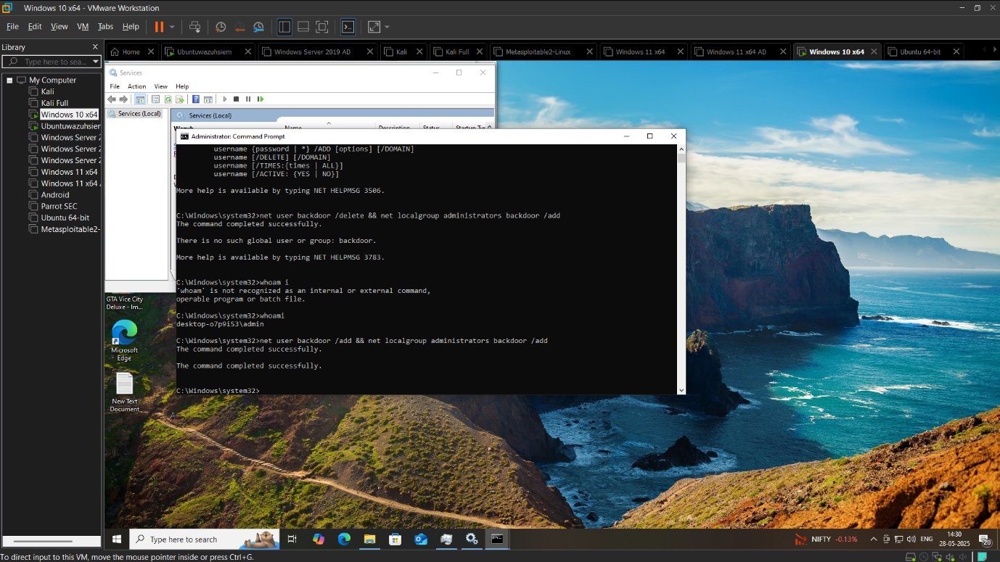 Windows 10 x64 - VMware Workstation
File Edit View VM Tabs Help
Library
Type here to sea...
Home
Ubuntuwazuhsiem
Windows Server 2019 AD
Kali
Kali Full
Metasploitable2-Linux
Windows 11 x64
Windows 11 x64 AD
Windows 10 x64
Ubuntu 64-bit
My Computer
Kali
Kali Full
Windows 10 x64
Ubuntuwazuhsiem
Windows Server 2
Windows Server 2
Windows Server 2
Windows 11 x64
Windows 11 x64
Android
Parrot SEC
Ubuntu 64-bit
Metasploitable2-
Services
File Action View Help
Services (Local)
Services (Local)
Wazuh
Name Description Status Startup Typ
Administrator: Command Prompt
username {password | *} /ADD [options] [/DOMAIN]
username [/DELETE] [/DOMAIN]
username [/TIMES:{times | ALL}]
username [/ACTIVE: {YES | NO}]
More help is available by typing NET HELPMSG 3506.
C:\Windows\system32>net user backdoor /delete && net localgroup administrators backdoor /add
The command completed successfully.
There is no such global user or group: backdoor.
More help is available by typing NET HELPMSG 3783.
C:\Windows\system32>whoam i
'whoam' is not recognized as an internal or external command,
operable program or batch file.
C:\Windows\system32>whoami
desktop-o7p9i53\admin
C:\Windows\system32>net user backdoor /add && net localgroup administrators backdoor /add
The command completed successfully.
The command completed successfully.
C:\Windows\system32>
GTA Vice City
Deluxe - Im...
Microsoft
Edge
New Text
Document
Type here to search
NIFTY -0.13%
ENG
14:30
28-05-2025
20
To direct input to this VM, move the mouse pointer inside or press Ctrl+G.